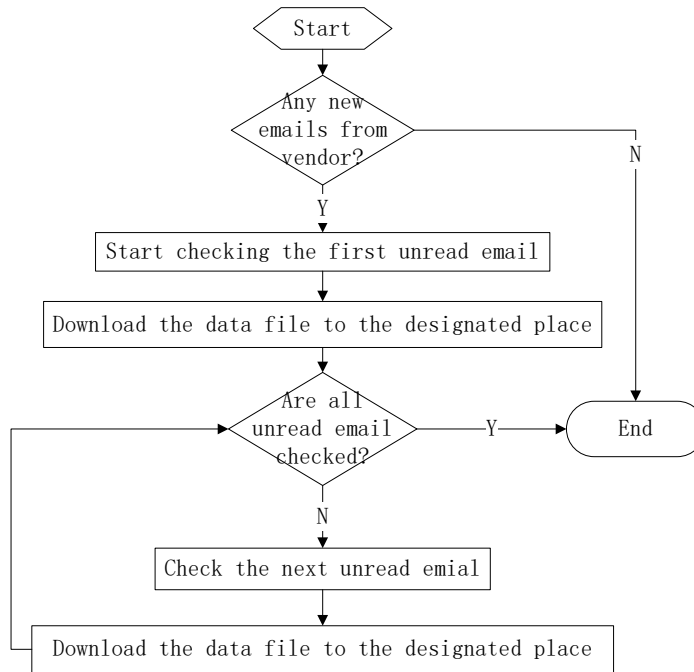 Start
Any new
emails from
vendor?
N
Y
Start checking the first unread email
Download the data file to the designated place
Are all
unread email
checked?
Y
End
N
Check the next unread emial
Download the data file to the designated place